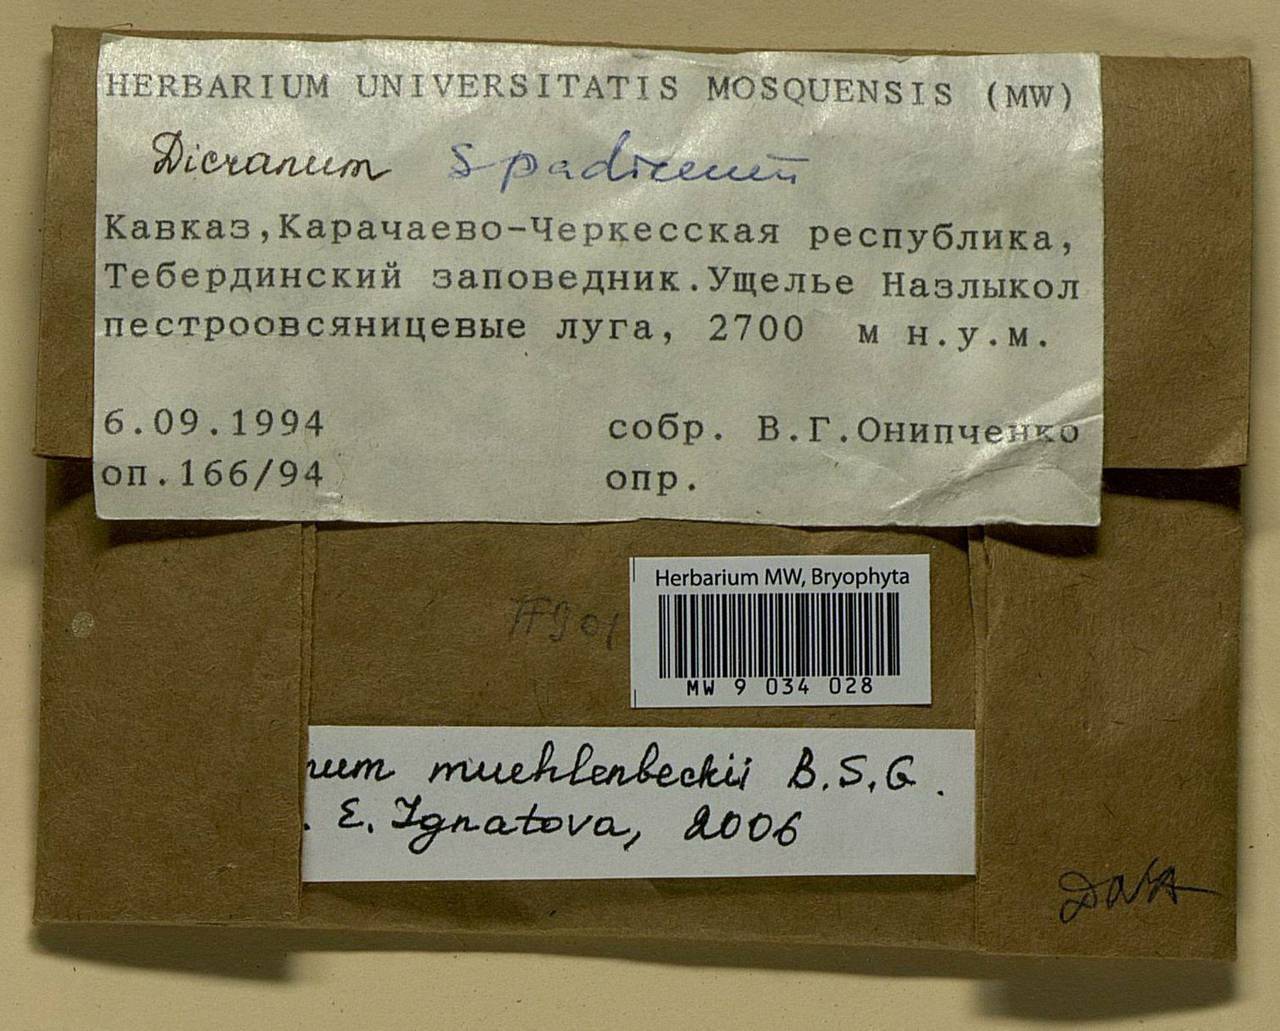 HERBARIUM UNIVERSITATIS MOSQUENSIS (MW)
Dicranum spadiceum
Кавказ,Карачаево-Черкесская республика,
Тебердинский заповедник.Ущелье Назлыкол
пестроовсяницевые луга, 2700 м н.у.м.
6.09.1994 собр. В.Г.Онипченко
оп.166/94 опр.
Herbarium MW, Bryophyta
MW 9 034 028
num muehlenbeckii B.S.G.
. E. Ignatova, 2006
DNA